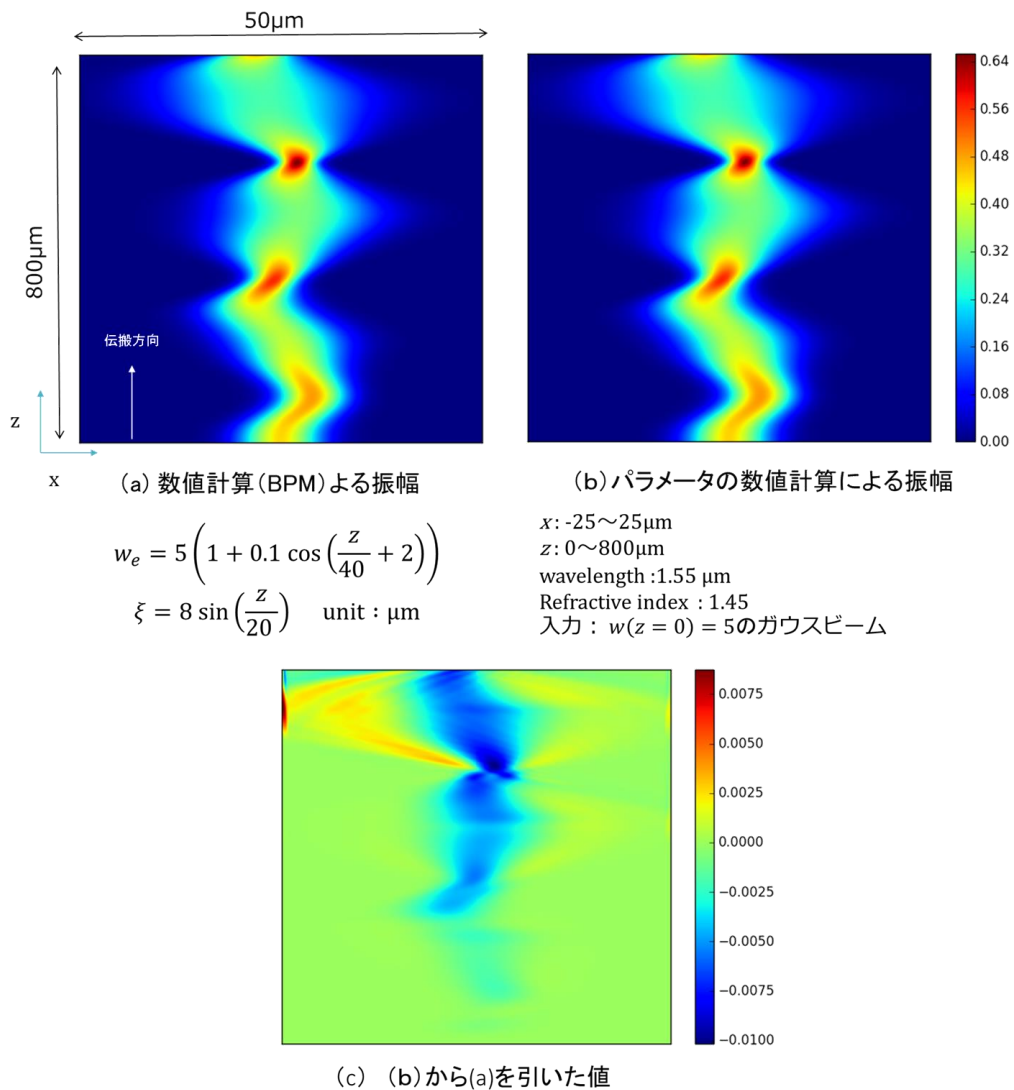 50μm
800μm
伝搬方向
z
x
0.64
0.56
0.48
0.40
0.32
0.24
0.16
0.08
0.00
(a) 数値計算(BPM)よる振幅
(b)パラメータの数値計算による振幅
w_e = 5(1 + 0.1 cos(z/40 + 2))
ξ = 8 sin(z/20) unit：μm
x: -25～25μm
z: 0～800μm
wavelength :1.55 μm
Refractive index : 1.45
入力： w(z = 0) = 5のガウスビーム
0.0075
0.0050
0.0025
0.0000
−0.0025
−0.0050
−0.0075
−0.0100
(c) (b)から(a)を引いた値